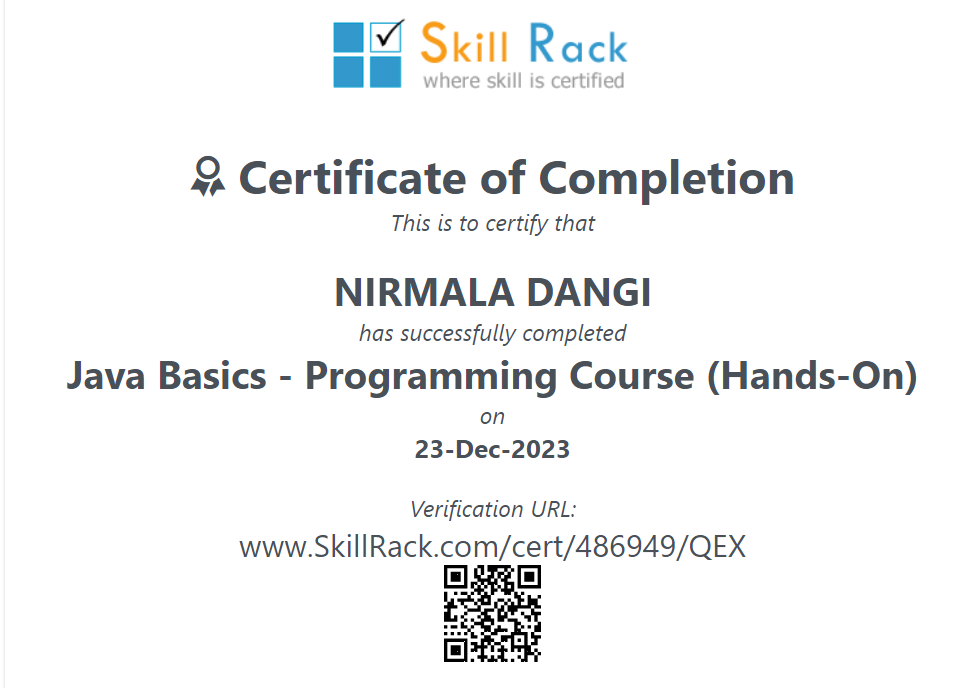 Skill Rack
where skill is certified
Certificate of Completion
This is to certify that
NIRMALA DANGI
has successfully completed
Java Basics - Programming Course (Hands-On)
on
23-Dec-2023
Verification URL:
www.SkillRack.com/cert/486949/QEX